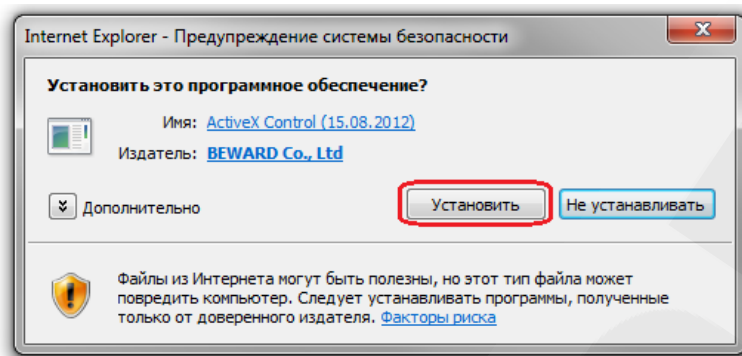 Internet Explorer - Предупреждение системы безопасности
Установить это программное обеспечение?
Имя: ActiveX Control (15.08.2012)
Издатель: BEWARD Co., Ltd
Дополнительно
Установить
Не устанавливать
Файлы из Интернета могут быть полезны, но этот тип файла может
повредить компьютер. Следует устанавливать программы, полученные
только от доверенного издателя. Факторы риска